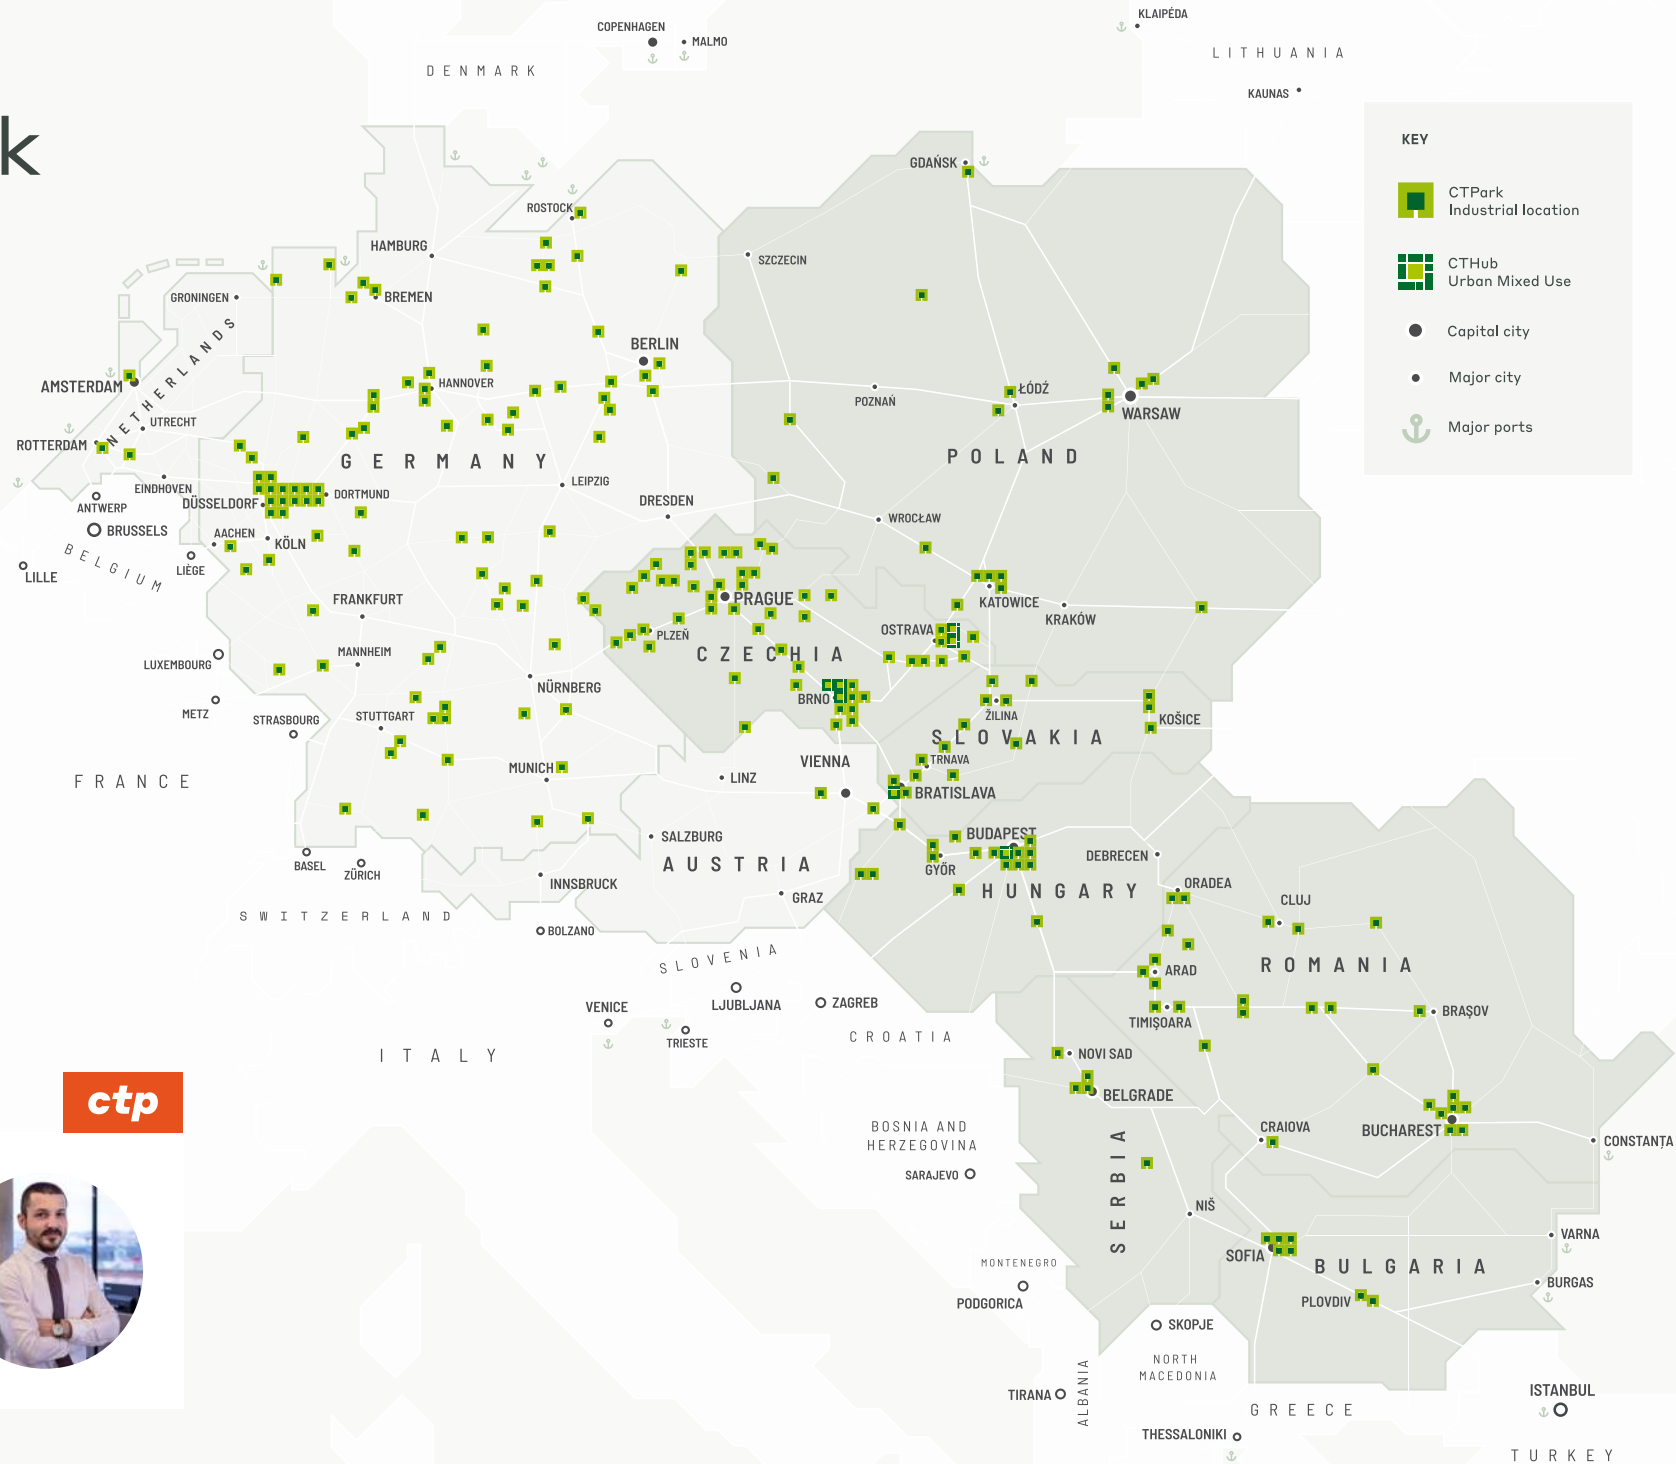 k
KEY
CTPark
Industrial location
CTHub
Urban Mixed Use
Capital city
Major city
Major ports
COPENHAGEN
MALMO
DENMARK
KLAIPĖDA
LITHUANIA
KAUNAS
GDAŃSK
ROSTOCK
HAMBURG
SZCZECIN
GRONINGEN
BREMEN
NETHERLANDS
BERLIN
AMSTERDAM
HANNOVER
ŁÓDŹ
POZNAŃ
WARSAW
UTRECHT
ROTTERDAM
GERMANY
POLAND
EINDHOVEN
LEIPZIG
DORTMUND
ANTWERP
DÜSSELDORF
DRESDEN
WROCŁAW
BRUSSELS
AACHEN
KÖLN
BELGIUM
LIÈGE
LILLE
FRANKFURT
PRAGUE
KATOWICE
KRAKÓW
OSTRAVA
PLZEŇ
CZECHIA
LUXEMBOURG
MANNHEIM
NÜRNBERG
BRNO
METZ
STRASBOURG
STUTTGART
ŽILINA
KOŠICE
SLOVAKIA
TRNAVA
VIENNA
FRANCE
MUNICH
LINZ
BRATISLAVA
SALZBURG
BUDAPEST
BASEL
ZÜRICH
AUSTRIA
GYŐR
DEBRECEN
INNSBRUCK
HUNGARY
ORADEA
GRAZ
CLUJ
SWITZERLAND
BOLZANO
SLOVENIA
ROMANIA
ARAD
LJUBLJANA
ZAGREB
VENICE
TIMIŞOARA
BRAŞOV
TRIESTE
CROATIA
ITALY
NOVI SAD
BELGRADE
ctp
BOSNIA AND
HERZEGOVINA
CRAIOVA
BUCHAREST
CONSTANȚA
SARAJEVO
SERBIA
NIŠ
VARNA
SOFIA
BULGARIA
MONTENEGRO
BURGAS
PODGORICA
PLOVDIV
SKOPJE
NORTH
MACEDONIA
TIRANA
ALBANIA
ISTANBUL
GREECE
THESSALONIKI
TURKEY